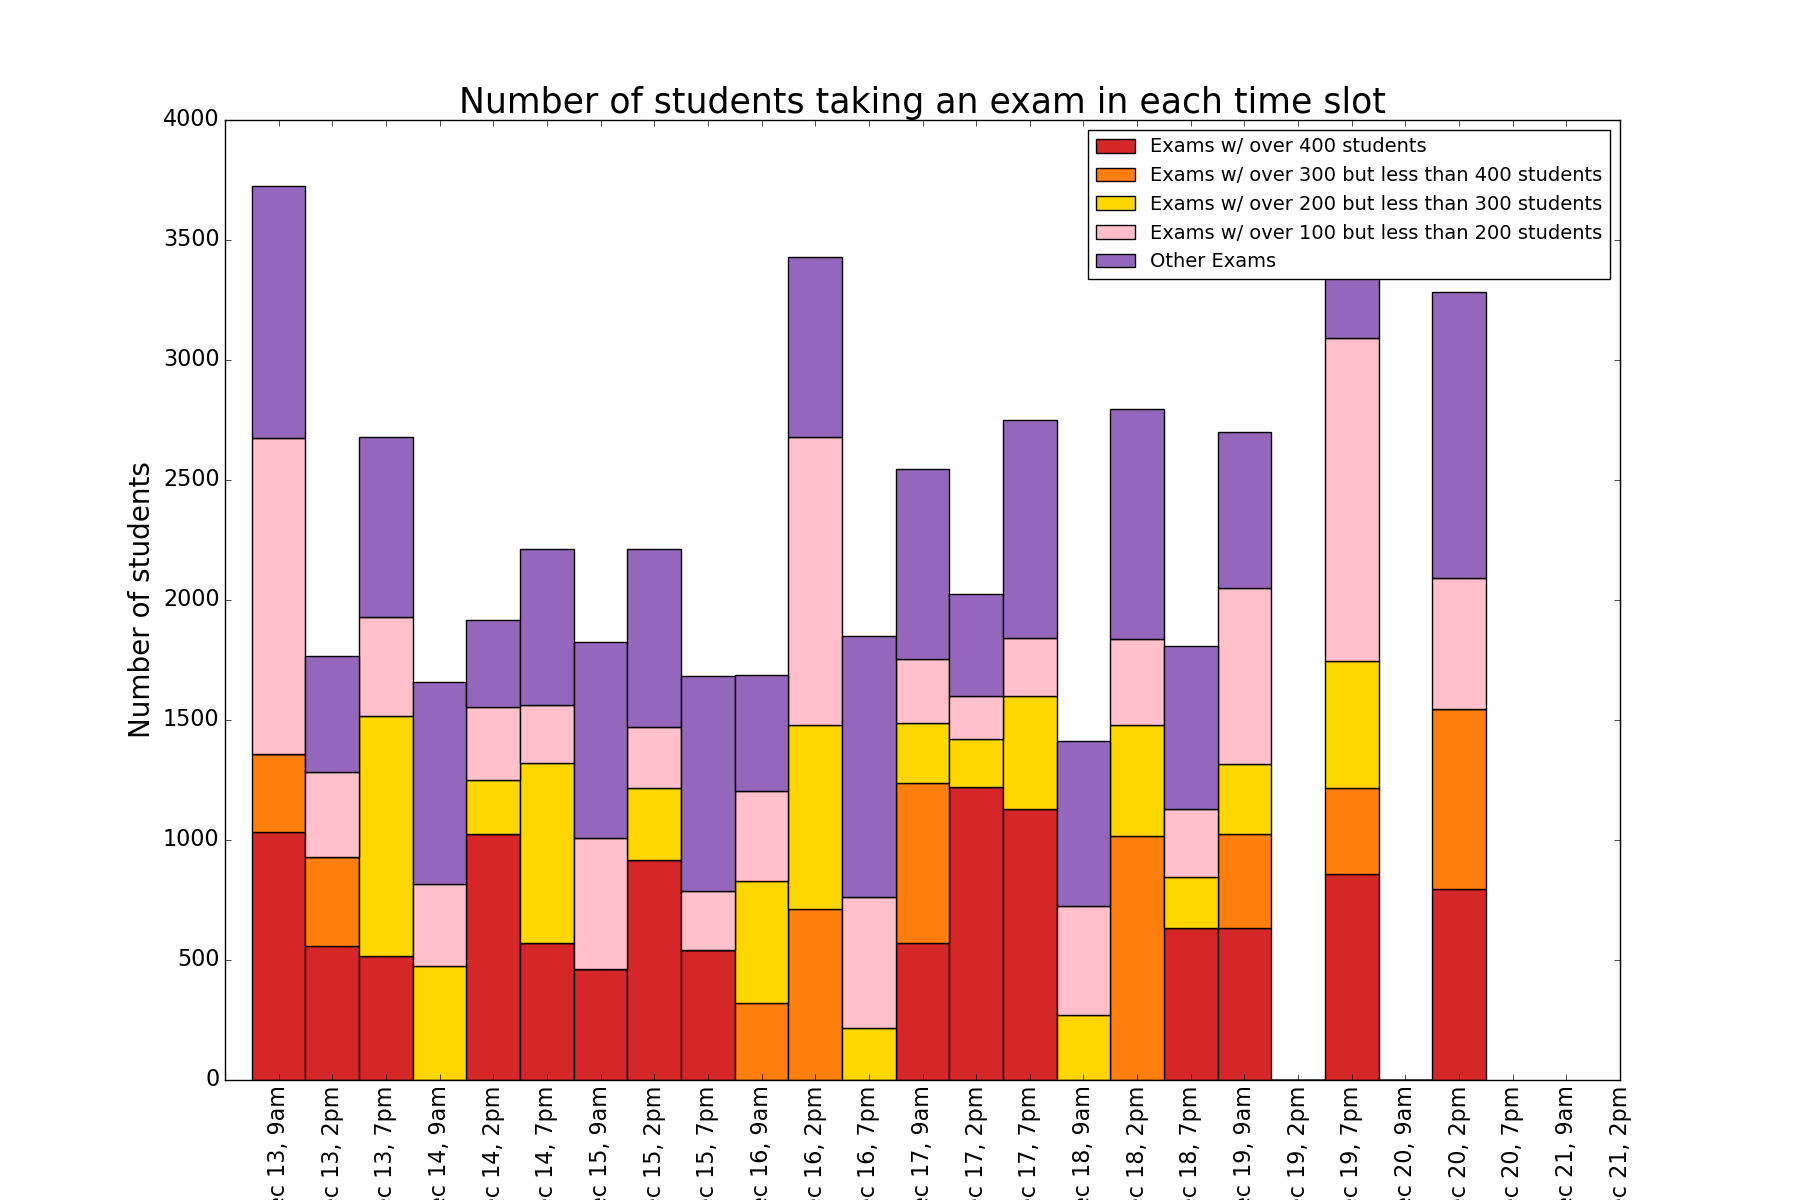 Number of students taking an exam in each time slot
4000
3500
3000
2500
2000
1500
1000
500
0
Number of students
Exams w/ over 400 students
Exams w/ over 300 but less than 400 students
Exams w/ over 200 but less than 300 students
Exams w/ over 100 but less than 200 students
Other Exams
13, 9am
13, 2pm
13, 7pm
14, 9am
14, 2pm
14, 7pm
15, 9am
15, 2pm
15, 7pm
16, 9am
16, 2pm
16, 7pm
17, 9am
17, 2pm
17, 7pm
18, 9am
18, 2pm
18, 7pm
19, 9am
19, 2pm
19, 7pm
20, 9am
20, 2pm
20, 7pm
21, 9am
21, 2pm